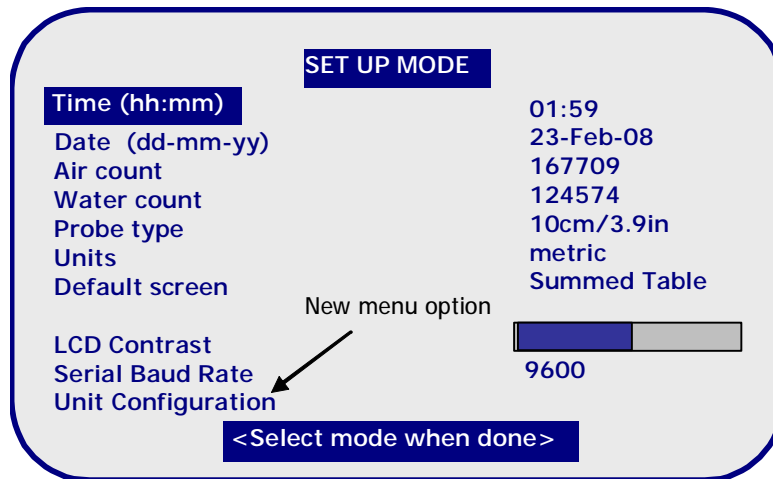 SET UP MODE
Time (hh:mm) 01:59
Date (dd-mm-yy) 23-Feb-08
Air count 167709
Water count 124574
Probe type 10cm/3.9in
Units metric
Default screen Summed Table
New menu option
LCD Contrast
Serial Baud Rate 9600
Unit Configuration
<Select mode when done>